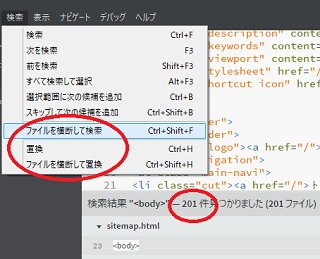 検索 表示 ナビゲート デバッグ ヘルプ
検索 Ctrl+F
次を検索 F3
前を検索 Shift+F3
すべて検索して選択 Alt+F3
選択範囲に次の候補を追加 Ctrl+B
スキップして次の候補を追加 Ctrl+Shift+B
ファイルを横断して検索 Ctrl+Shift+F
置換 Ctrl+H
ファイルを横断して置換 Ctrl+Shift+H
description" content=
keywords" content=
viewport" content=
stylesheet" href="/
shortcut icon" href
er">
der">
logo"><a href="/">
igation">
ain-navi">
21 <li class="cut"><a href="/">ト
検索結果 "<body>" — 201 件見つかりました (201 ファイル)
sitemap.html
23 <body>